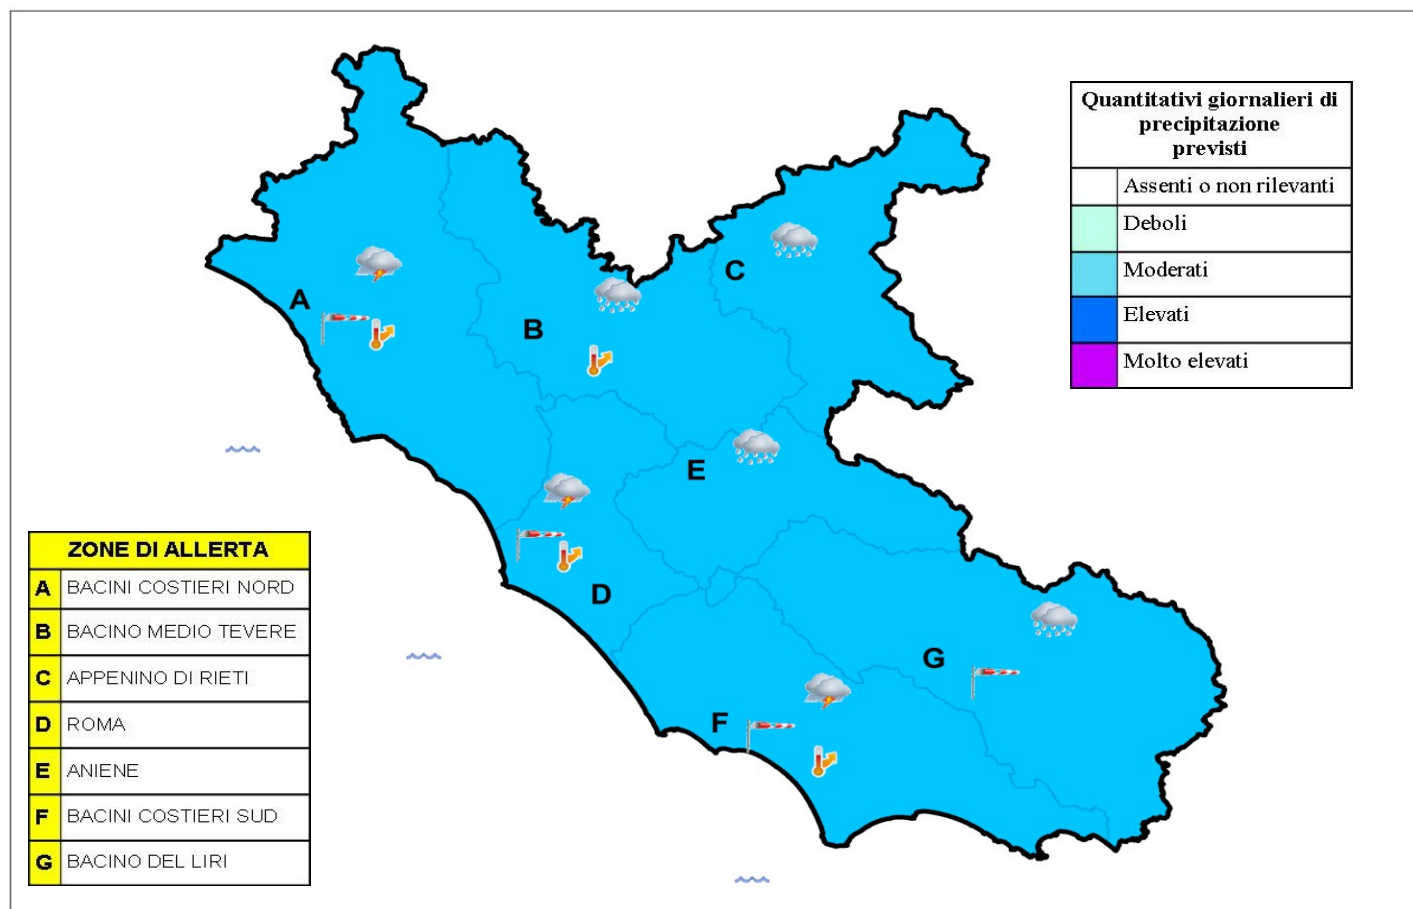 Quantitativi giornalieri di
precipitazione
previsti
Assenti o non rilevanti
Deboli
Moderati
Elevati
Molto elevati
C
A
B
E
D
G
F
ZONE DI ALLERTA
A BACINI COSTIERI NORD
B BACINO MEDIO TEVERE
C APPENINO DI RIETI
D ROMA
E ANIENE
F BACINI COSTIERI SUD
G BACINO DEL LIRI